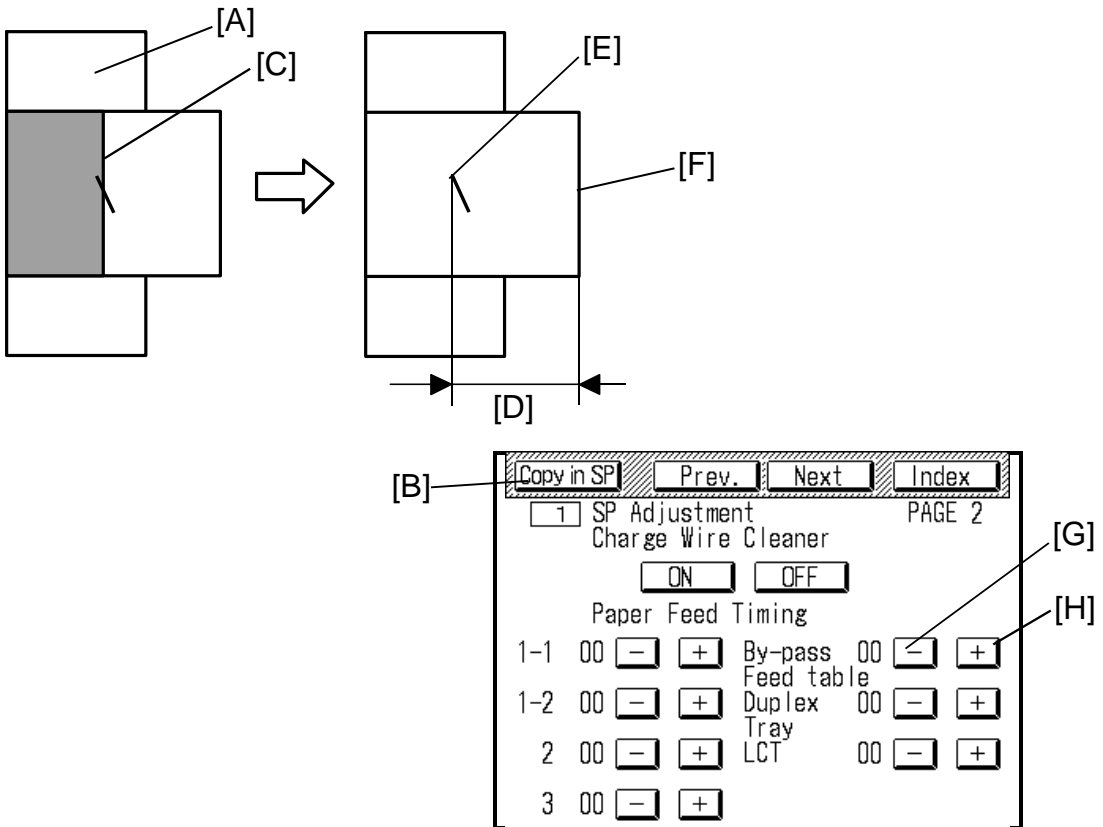 [A]
[C]
[E]
[F]
[D]
[B]
Copy in SP Prev. Next Index
1 SP Adjustment PAGE 2
Charge Wire Cleaner
ON OFF
[G]
Paper Feed Timing
[H]
1-1 00 - + By-pass 00 - +
Feed table
1-2 00 - + Duplex 00 - +
Tray
2 00 - + LCT 00 - +
3 00 - +